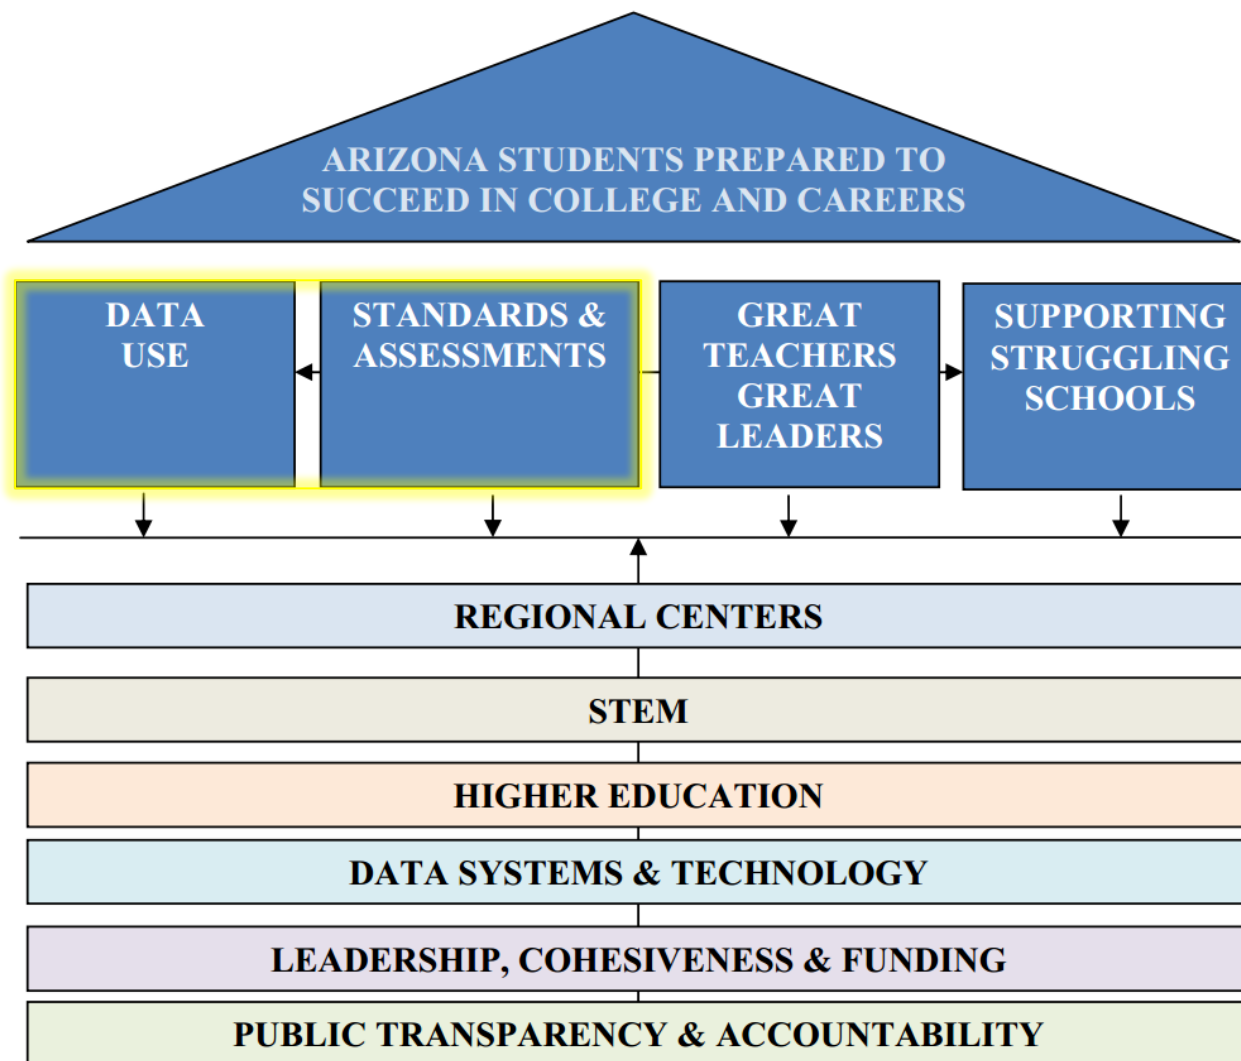 ARIZONA STUDENTS PREPARED TO
SUCCEED IN COLLEGE AND CAREERS
DATA
USE
STANDARDS &
ASSESSMENTS
GREAT
TEACHERS
GREAT
LEADERS
SUPPORTING
STRUGGLING
SCHOOLS
REGIONAL CENTERS
STEM
HIGHER EDUCATION
DATA SYSTEMS & TECHNOLOGY
LEADERSHIP, COHESIVENESS & FUNDING
PUBLIC TRANSPARENCY & ACCOUNTABILITY